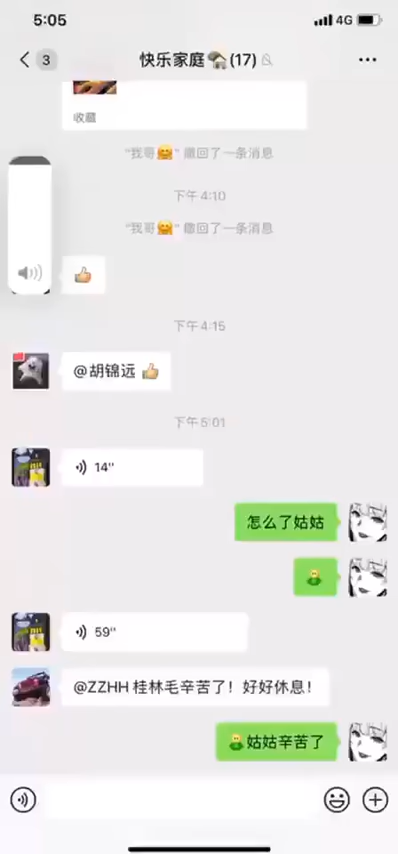 5:05
4G
3
快乐家庭🏠(17)
收藏
"我哥🤗" 撤回了一条消息
下午 4:10
"我哥🤗" 撤回了一条消息
👍
下午 4:15
@胡锦远 👍
下午 5:01
14"
怎么了姑姑
59"
@ZZHH 桂林毛辛苦了！好好休息！
姑姑辛苦了